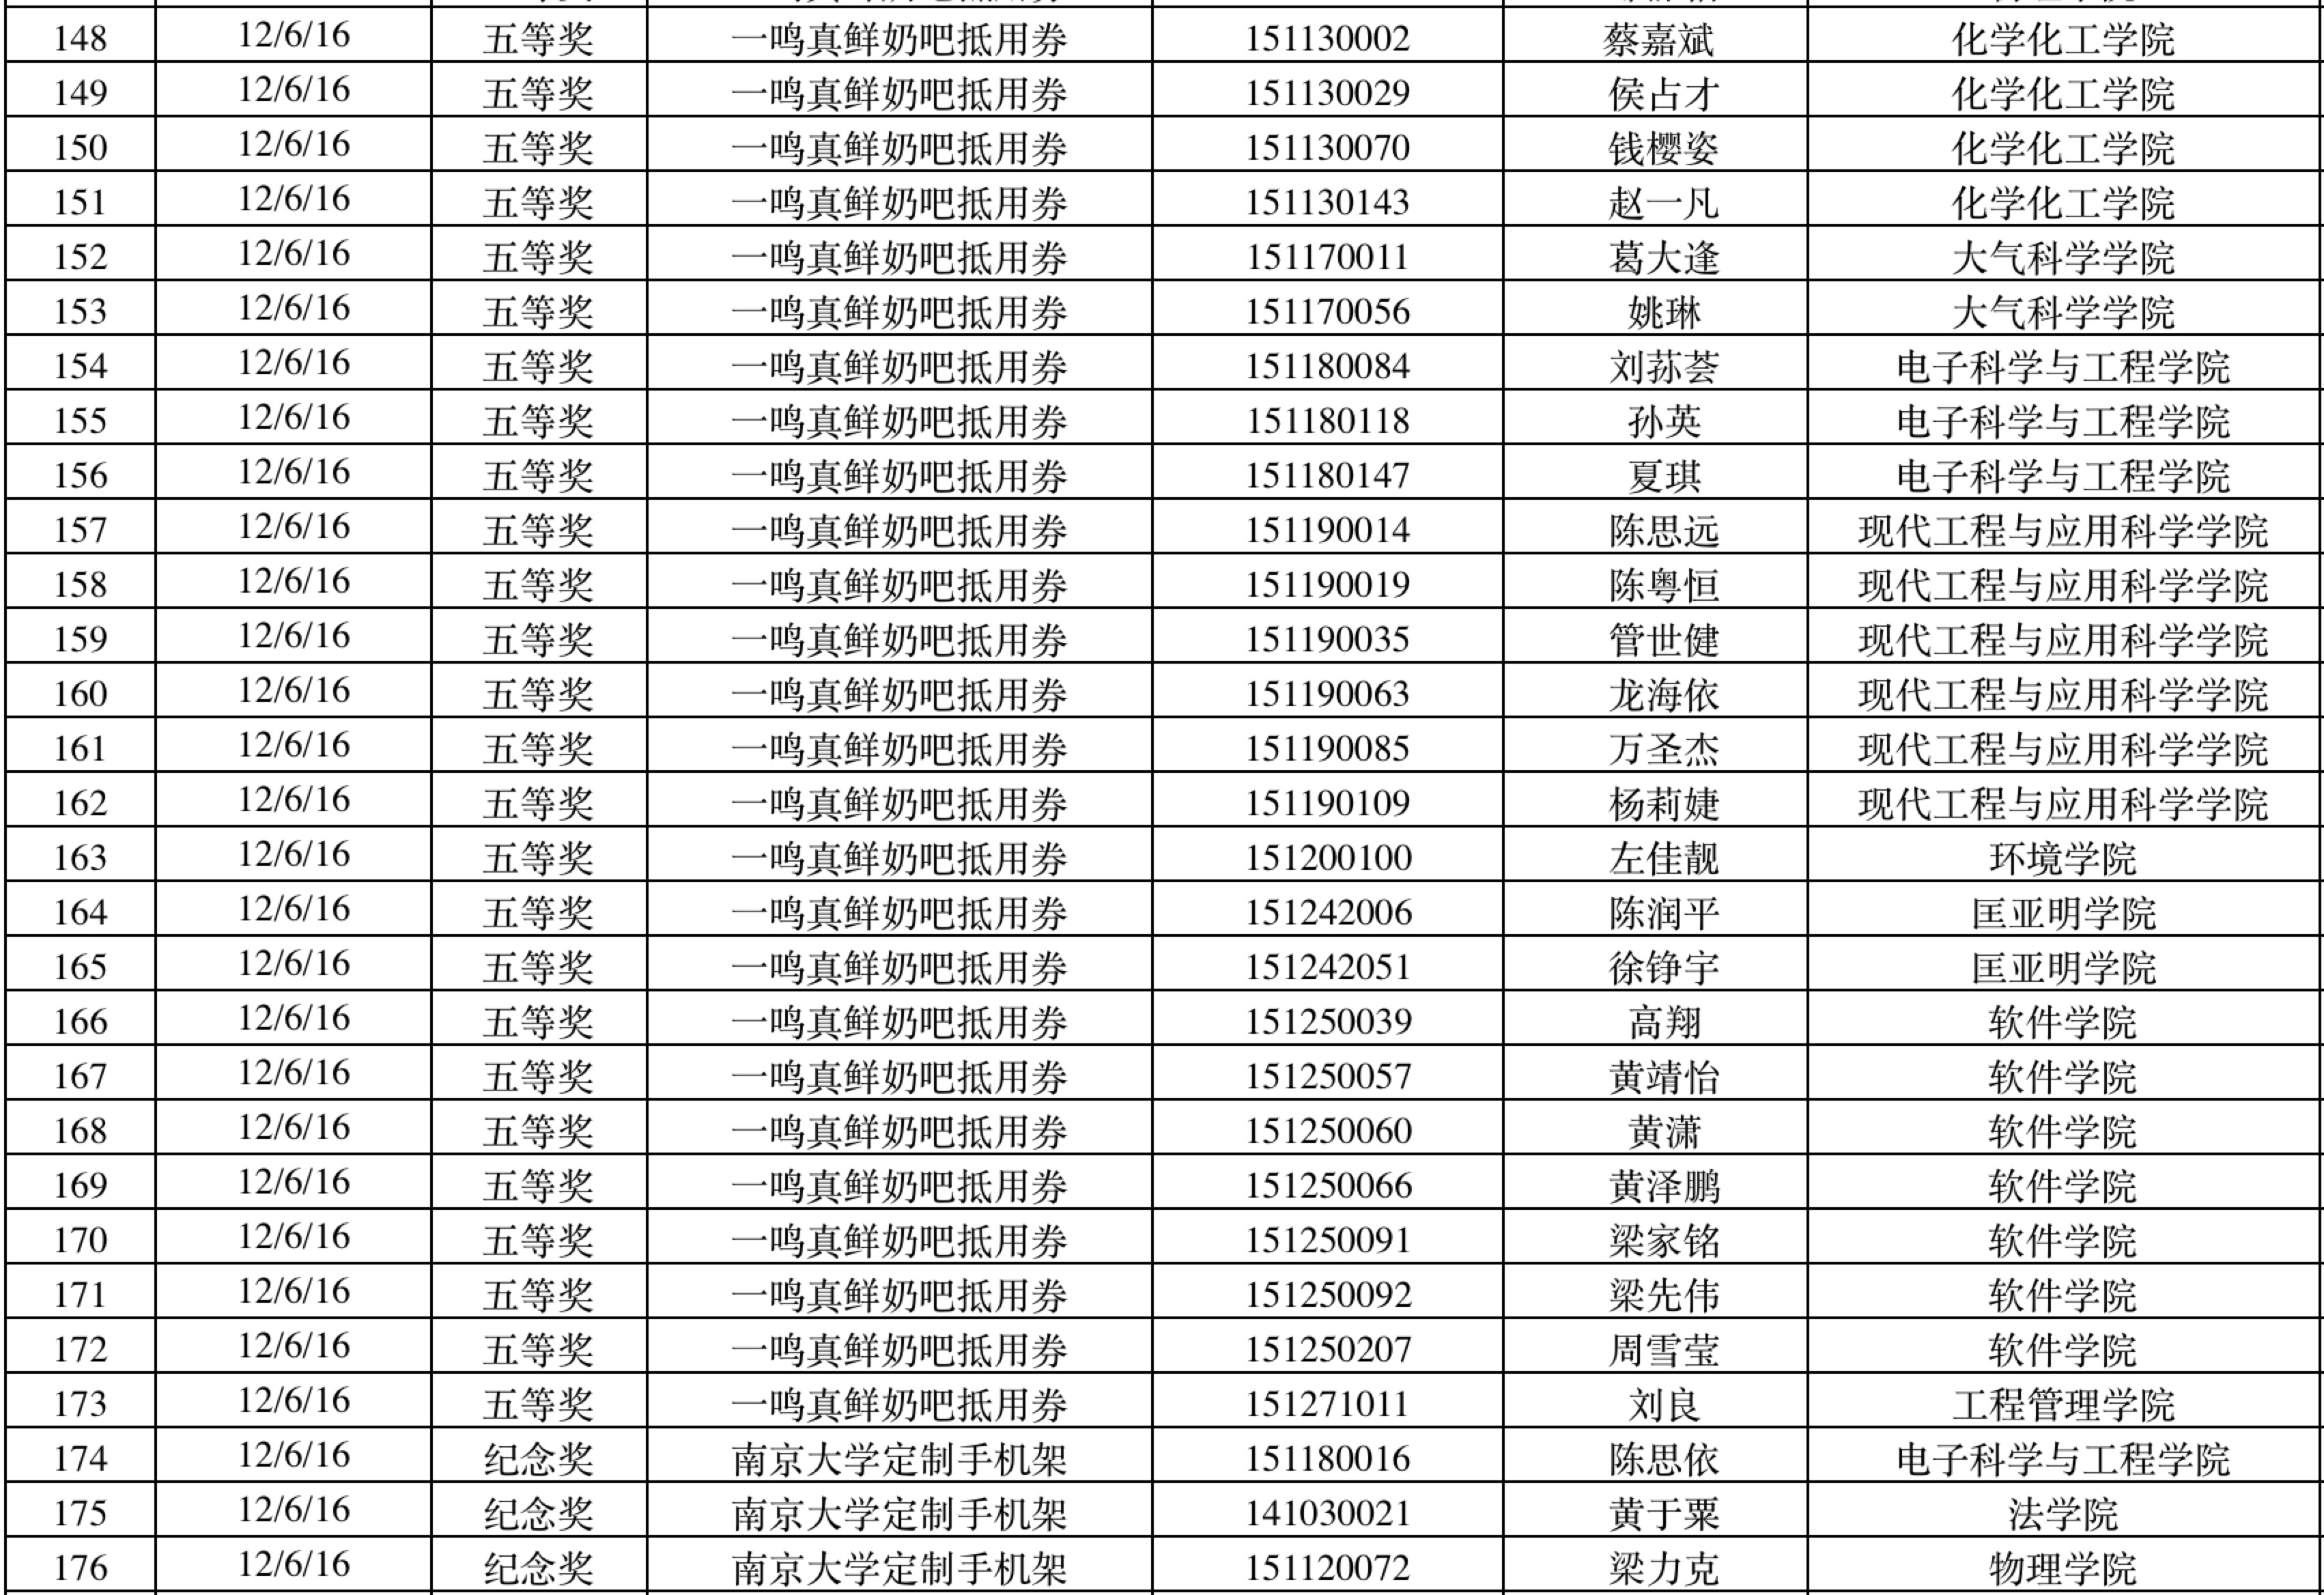 148 12/6/16 五等奖 一鸣真鲜奶吧抵用券 151130002 蔡嘉斌 化学化工学院
149 12/6/16 五等奖 一鸣真鲜奶吧抵用券 151130029 侯占才 化学化工学院
150 12/6/16 五等奖 一鸣真鲜奶吧抵用券 151130070 钱樱姿 化学化工学院
151 12/6/16 五等奖 一鸣真鲜奶吧抵用券 151130143 赵一凡 化学化工学院
152 12/6/16 五等奖 一鸣真鲜奶吧抵用券 151170011 葛大逢 大气科学学院
153 12/6/16 五等奖 一鸣真鲜奶吧抵用券 151170056 姚琳 大气科学学院
154 12/6/16 五等奖 一鸣真鲜奶吧抵用券 151180084 刘荪荟 电子科学与工程学院
155 12/6/16 五等奖 一鸣真鲜奶吧抵用券 151180118 孙英 电子科学与工程学院
156 12/6/16 五等奖 一鸣真鲜奶吧抵用券 151180147 夏琪 电子科学与工程学院
157 12/6/16 五等奖 一鸣真鲜奶吧抵用券 151190014 陈思远 现代工程与应用科学学院
158 12/6/16 五等奖 一鸣真鲜奶吧抵用券 151190019 陈粤恒 现代工程与应用科学学院
159 12/6/16 五等奖 一鸣真鲜奶吧抵用券 151190035 管世健 现代工程与应用科学学院
160 12/6/16 五等奖 一鸣真鲜奶吧抵用券 151190063 龙海依 现代工程与应用科学学院
161 12/6/16 五等奖 一鸣真鲜奶吧抵用券 151190085 万圣杰 现代工程与应用科学学院
162 12/6/16 五等奖 一鸣真鲜奶吧抵用券 151190109 杨莉婕 现代工程与应用科学学院
163 12/6/16 五等奖 一鸣真鲜奶吧抵用券 151200100 左佳靓 环境学院
164 12/6/16 五等奖 一鸣真鲜奶吧抵用券 151242006 陈润平 匡亚明学院
165 12/6/16 五等奖 一鸣真鲜奶吧抵用券 151242051 徐铮宇 匡亚明学院
166 12/6/16 五等奖 一鸣真鲜奶吧抵用券 151250039 高翔 软件学院
167 12/6/16 五等奖 一鸣真鲜奶吧抵用券 151250057 黄靖怡 软件学院
168 12/6/16 五等奖 一鸣真鲜奶吧抵用券 151250060 黄潇 软件学院
169 12/6/16 五等奖 一鸣真鲜奶吧抵用券 151250066 黄泽鹏 软件学院
170 12/6/16 五等奖 一鸣真鲜奶吧抵用券 151250091 梁家铭 软件学院
171 12/6/16 五等奖 一鸣真鲜奶吧抵用券 151250092 梁先伟 软件学院
172 12/6/16 五等奖 一鸣真鲜奶吧抵用券 151250207 周雪莹 软件学院
173 12/6/16 五等奖 一鸣真鲜奶吧抵用券 151271011 刘良 工程管理学院
174 12/6/16 纪念奖 南京大学定制手机架 151180016 陈思依 电子科学与工程学院
175 12/6/16 纪念奖 南京大学定制手机架 141030021 黄于粟 法学院
176 12/6/16 纪念奖 南京大学定制手机架 151120072 梁力克 物理学院